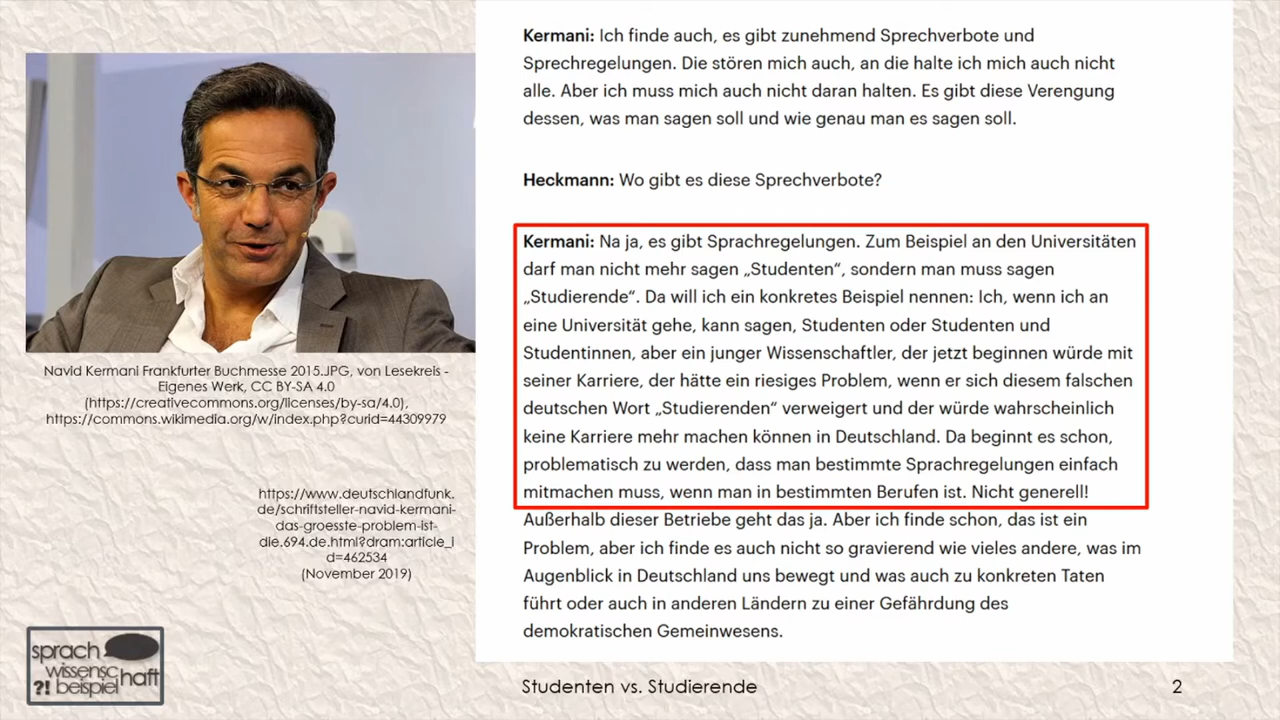 Kermani: Ich finde auch, es gibt zunehmend Sprechverbote und
Sprechregelungen. Die stören mich auch, an die halte ich mich auch nicht
alle. Aber ich muss mich auch nicht daran halten. Es gibt diese Verengung
dessen, was man sagen soll und wie genau man es sagen soll.
Heckmann: Wo gibt es diese Sprechverbote?
Kermani: Na ja, es gibt Sprachregelungen. Zum Beispiel an den Universitäten
darf man nicht mehr sagen „Studenten“, sondern man muss sagen
„Studierende“. Da will ich ein konkretes Beispiel nennen: Ich, wenn ich an
eine Universität gehe, kann sagen, Studenten oder Studenten und
Studentinnen, aber ein junger Wissenschaftler, der jetzt beginnen würde mit
seiner Karriere, der hätte ein riesiges Problem, wenn er sich diesem falschen
deutschen Wort „Studierenden“ verweigert und der würde wahrscheinlich
keine Karriere mehr machen können in Deutschland. Da beginnt es schon,
problematisch zu werden, dass man bestimmte Sprachregelungen einfach
mitmachen muss, wenn man in bestimmten Berufen ist. Nicht generell!
Außerhalb dieser Betriebe geht das ja. Aber ich finde schon, das ist ein
Problem, aber ich finde es auch nicht so gravierend wie vieles andere, was im
Augenblick in Deutschland uns bewegt und was auch zu konkreten Taten
führt oder auch in anderen Ländern zu einer Gefährdung des
demokratischen Gemeinwesens.
Navid Kermani Frankfurter Buchmesse 2015.JPG, von Lesekreis -
Eigenes Werk, CC BY-SA 4.0
(https://creativecommons.org/licenses/by-sa/4.0),
https://commons.wikimedia.org/w/index.php?curid=44309979
https://www.deutschlandfunk.
de/schriftsteller-navid-kermani-
das-groesste-problem-ist-
die.694.de.html?dram:article_i
d=462534
(November 2019)
sprach
wissensc
haft
?! beispiel
Studenten vs. Studierende
2